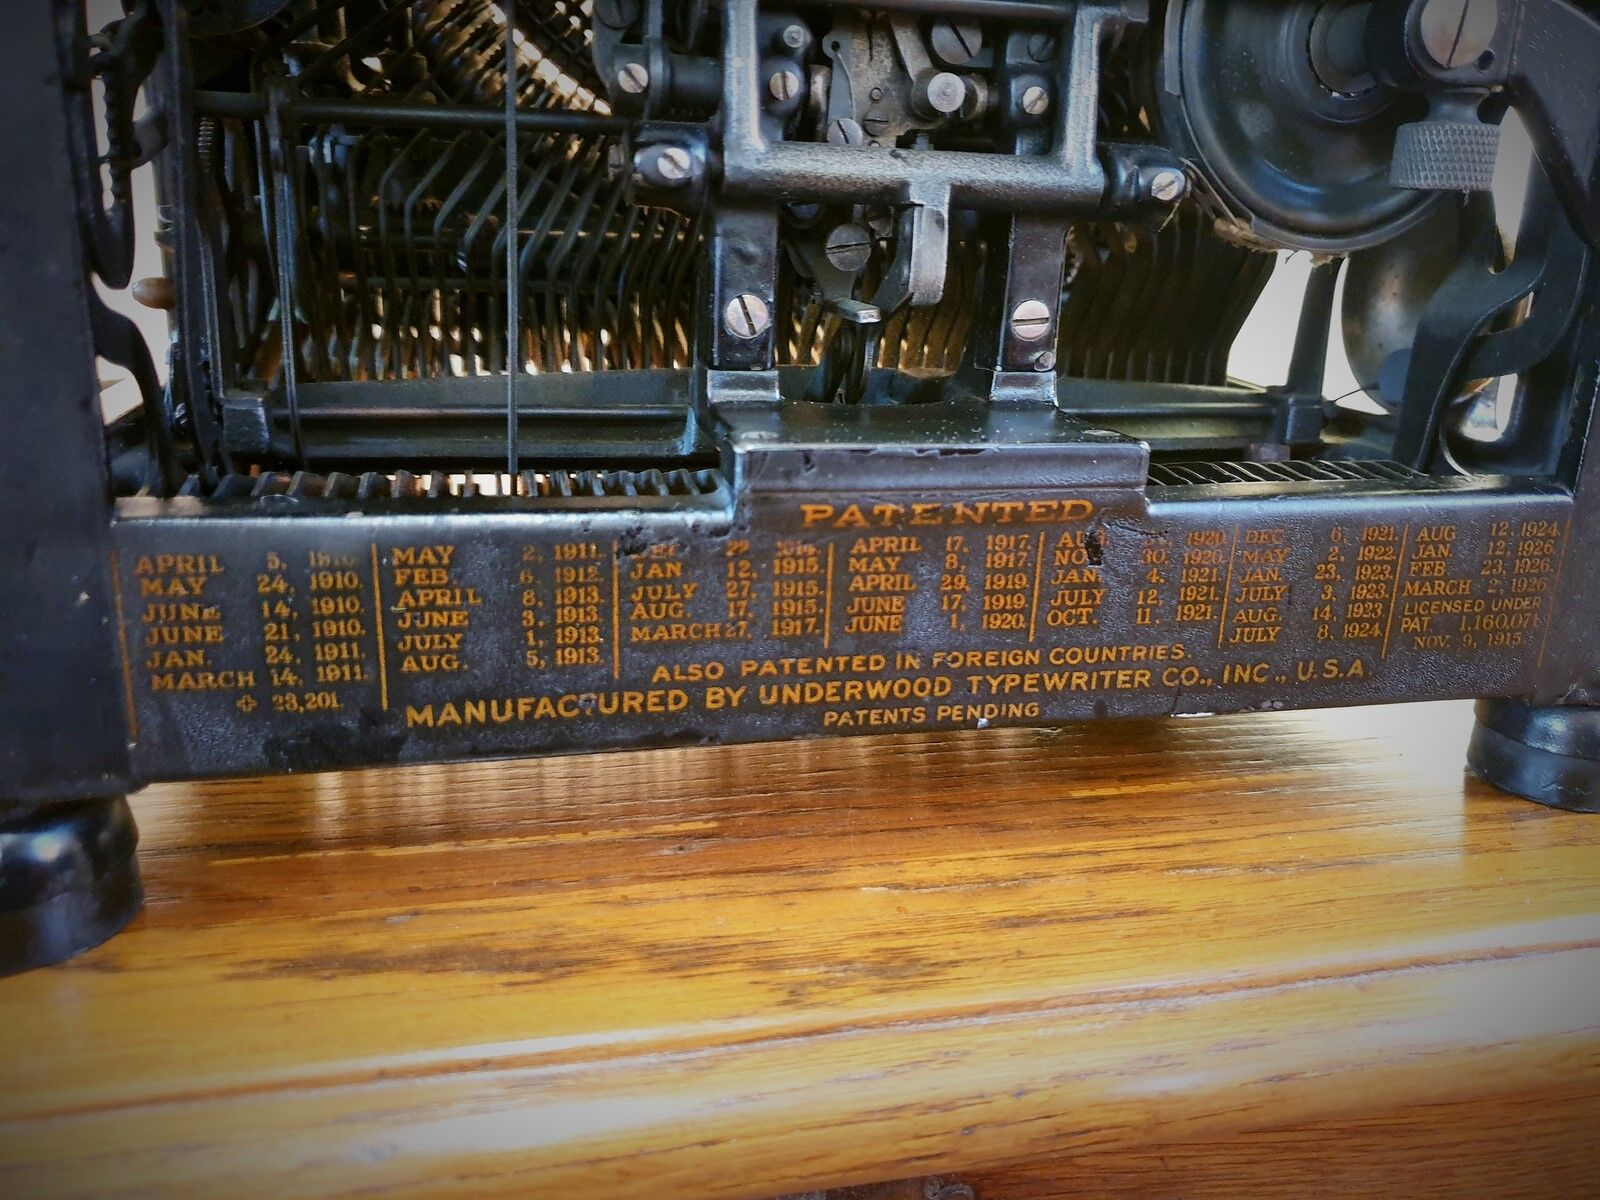 PATENTED
APRIL 5, 1910.
MAY 24, 1910.
JUNE 14, 1910.
JUNE 21, 1910.
JAN. 24, 1911.
MARCH 14, 1911.
23,201
MAY 2, 1911.
FEB. 6, 1912.
APRIL 8, 1913.
JUNE 3, 1913.
JULY 1, 1913.
AUG. 5, 1913.
1914.
JAN 12, 1915.
JULY 27, 1915.
AUG. 17, 1915.
MARCH 27, 1917.
APRIL 17, 1917.
MAY 8, 1917.
APRIL 29, 1919.
JUNE 17, 1919.
JUNE 1, 1920.
1920.
NOV. 30, 1920.
JAN. 4, 1921.
JULY 12, 1921.
OCT. 11, 1921.
DEC 6, 1921.
MAY 2, 1922.
JAN. 23, 1923.
JULY 3, 1923.
AUG. 14, 1923
JULY 8, 1924.
AUG 12, 1924.
JAN. 12, 1926.
FEB. 23, 1926.
MARCH 2, 1926.
LICENSED UNDER
PAT.
NOV. 9, 1915.
ALSO PATENTED IN FOREIGN COUNTRIES.
MANUFACTURED BY UNDERWOOD TYPEWRITER CO., INC., U.S.A.
PATENTS PENDING